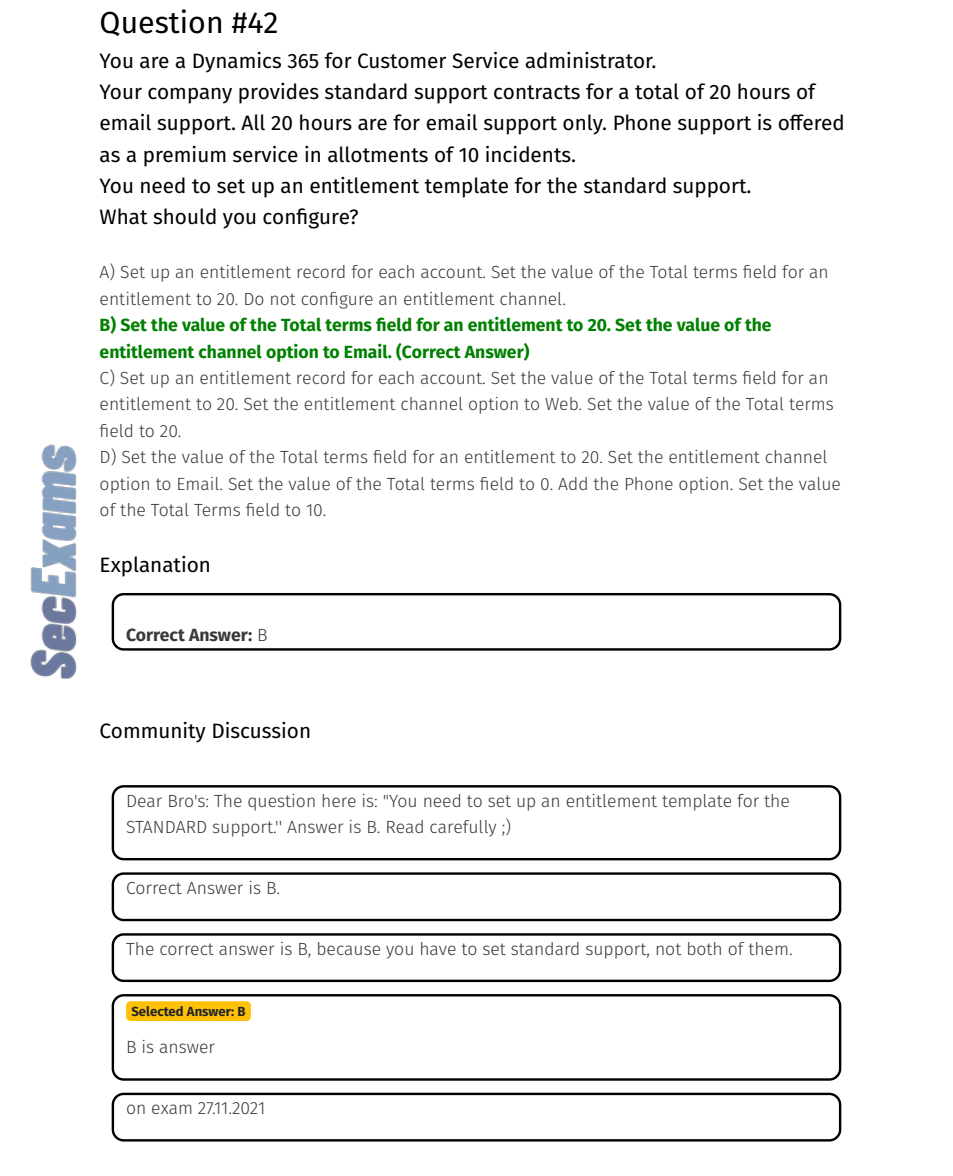 Question #42
You are a Dynamics 365 for Customer Service administrator.
Your company provides standard support contracts for a total of 20 hours of
email support. All 20 hours are for email support only. Phone support is offered
as a premium service in allotments of 10 incidents.
You need to set up an entitlement template for the standard support.
What should you configure?
A) Set up an entitlement record for each account. Set the value of the Total terms field for an
entitlement to 20. Do not configure an entitlement channel.
B) Set the value of the Total terms field for an entitlement to 20. Set the value of the
entitlement channel option to Email. (Correct Answer)
C) Set up an entitlement record for each account. Set the value of the Total terms field for an
entitlement to 20. Set the entitlement channel option to Web. Set the value of the Total terms
field to 20.
D) Set the value of the Total terms field for an entitlement to 20. Set the entitlement channel
option to Email. Set the value of the Total terms field to 0. Add the Phone option. Set the value
of the Total Terms field to 10.
SecExams
Explanation
Correct Answer: B
Community Discussion
Dear Bro's: The question here is: "You need to set up an entitlement template for the
STANDARD support." Answer is B. Read carefully ;)
Correct Answer is B.
The correct answer is B, because you have to set standard support, not both of them.
Selected Answer: B
B is answer
on exam 27.11.2021